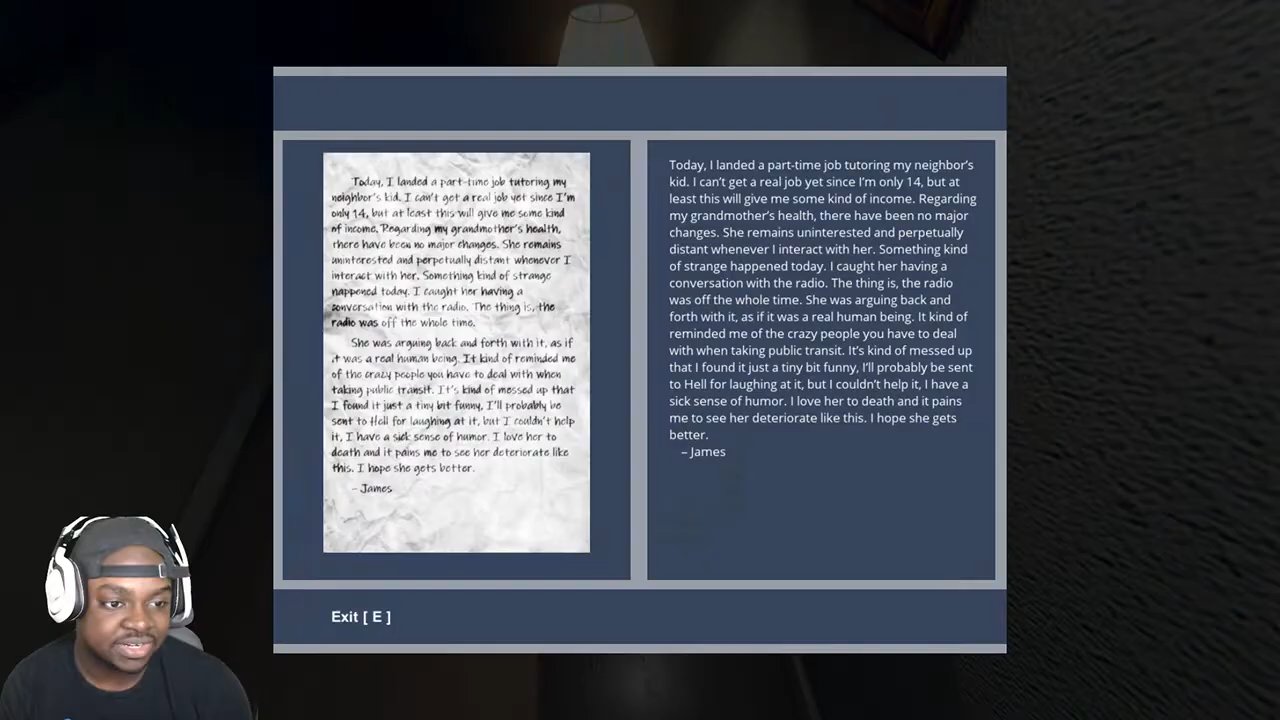 Today, I landed a part-time job tutoring my
neighbor's kid. I can't get a real job yet since I'm
only 14, but at least this will give me some kind
of income. Regarding my grandmother's health,
there have been no major changes. She remains
uninterested and perpetually distant whenever I
interact with her. Something kind of strange
happened today. I caught her having a
conversation with the radio. The thing is, the
radio was off the whole time.
She was arguing back and forth with it, as if
it was a real human being. It kind of reminded me
of the crazy people you have to deal with when
taking public transit. It's kind of messed up that
I found it just a tiny bit funny, I'll probably be
sent to Hell for laughing at it, but I couldn't help
it, I have a sick sense of humor. I love her to
death and it pains me to see her deteriorate like
this. I hope she gets better.
- James
Today, I landed a part-time job tutoring my neighbor's
kid. I can't get a real job yet since I'm only 14, but at
least this will give me some kind of income. Regarding
my grandmother's health, there have been no major
changes. She remains uninterested and perpetually
distant whenever I interact with her. Something kind
of strange happened today. I caught her having a
conversation with the radio. The thing is, the radio
was off the whole time. She was arguing back and
forth with it, as if it was a real human being. It kind of
reminded me of the crazy people you have to deal
with when taking public transit. It's kind of messed up
that I found it just a tiny bit funny, I'll probably be sent
to Hell for laughing at it, but I couldn't help it, I have a
sick sense of humor. I love her to death and it pains
me to see her deteriorate like this. I hope she gets
better.
– James
Exit [ E ]